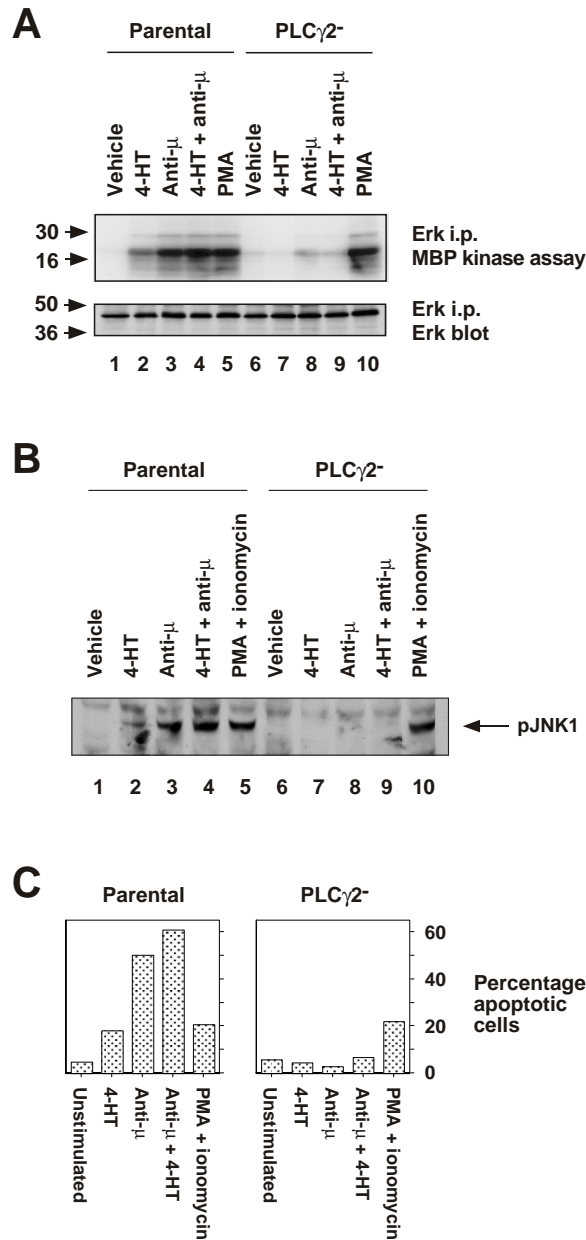 A
Parental PLCγ2-
Vehicle 4-HT Anti-μ 4-HT + anti-μ PMA Vehicle 4-HT Anti-μ 4-HT + anti-μ PMA
30
16
Erk i.p.
MBP kinase assay
50
36
Erk i.p.
Erk blot
1 2 3 4 5 6 7 8 9 10
B
Parental PLCγ2-
Vehicle 4-HT Anti-μ 4-HT + anti-μ PMA + ionomycin Vehicle 4-HT Anti-μ 4-HT + anti-μ PMA + ionomycin
pJNK1
1 2 3 4 5 6 7 8 9 10
C
Parental PLCγ2-
60
40
20
0
Percentage
apoptotic
cells
Unstimulated 4-HT Anti-μ Anti-μ + 4-HT PMA + ionomycin Unstimulated 4-HT Anti-μ Anti-μ + 4-HT PMA + ionomycin